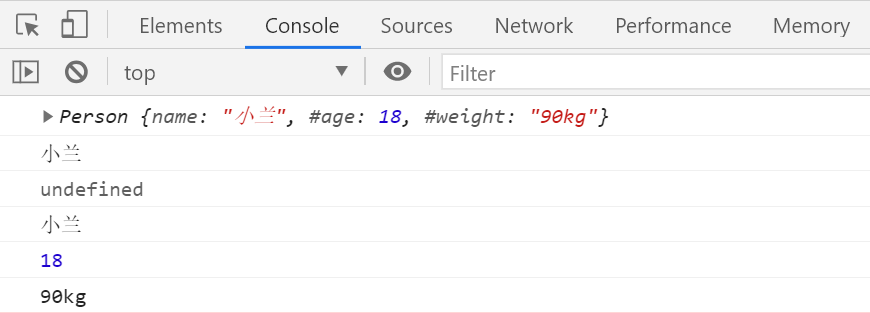 Elements Console Sources Network Performance Memory
top Filter
Person {name: "小兰", #age: 18, #weight: "90kg"}
小兰
undefined
小兰
18
90kg